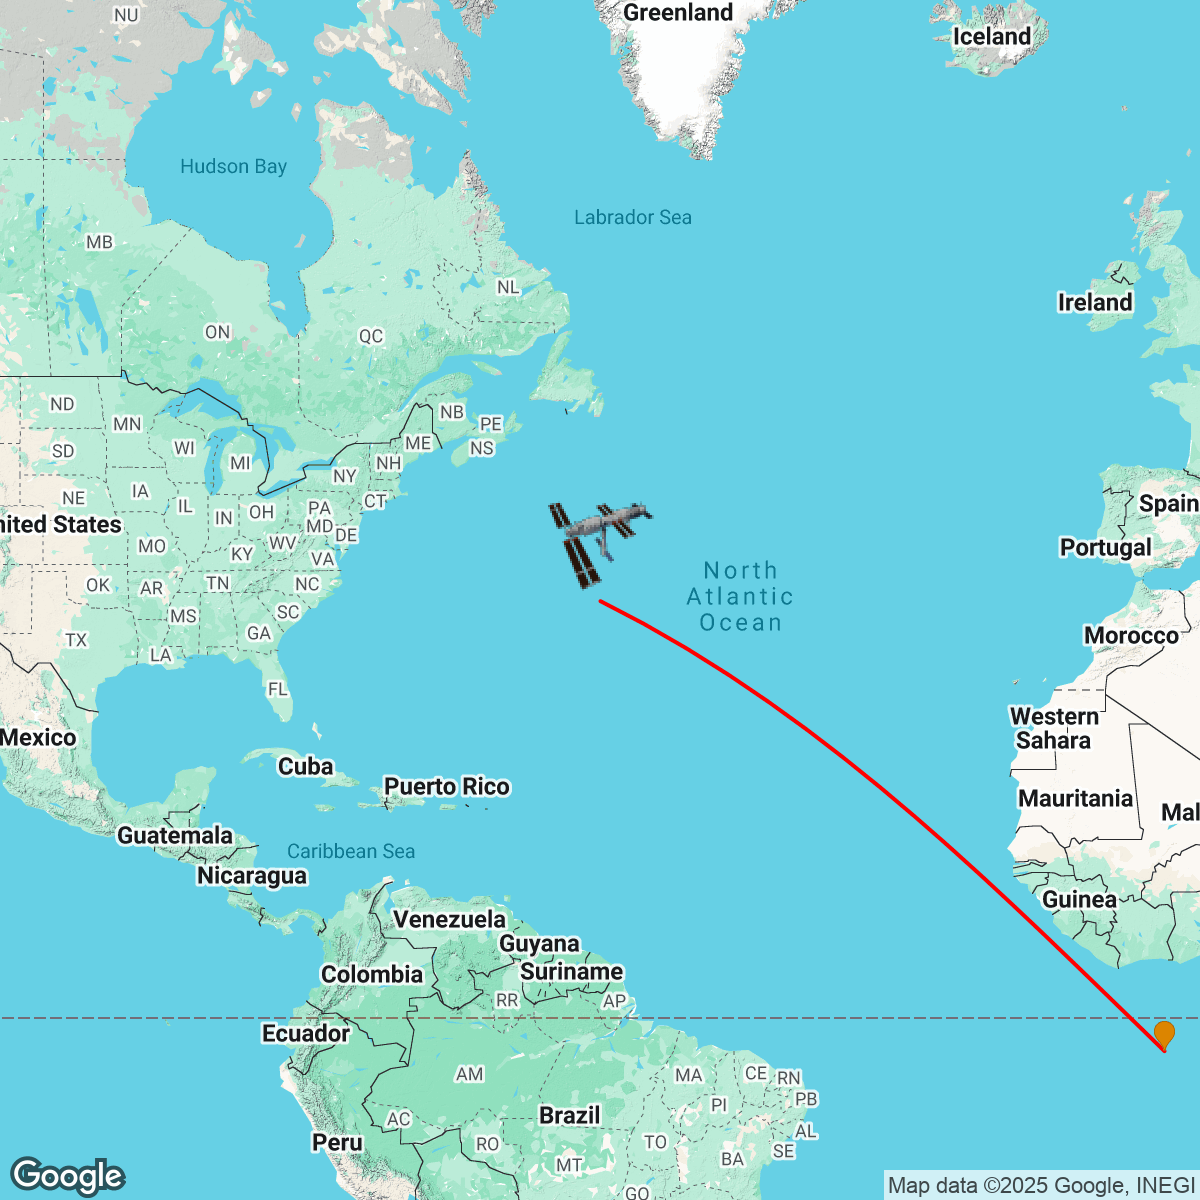 NU
Greenland
Iceland
Hudson Bay
Labrador Sea
MB
NL
Ireland
ON
QC
ND
MN
NB
PE
SD
WI
MI
ME
NS
NH
NY
NE
IA
IL
IN
OH
PA
CT
Spain
nited States
MD
DE
MO
KY
WV
VA
Portugal
OK
AR
TN
NC
North
Atlantic
Ocean
MS
SC
TX
GA
Morocco
LA
FL
Western
Sahara
Mexico
Cuba
Puerto Rico
Mauritania
Mal
Guatemala
Caribbean Sea
Nicaragua
Guinea
Venezuela
Guyana
Colombia
Suriname
RR
AP
Ecuador
AM
MA
CE
RN
PI
PB
AC
Brazil
AL
Peru
RO
TO
SE
MT
BA
GO
Google
Map data ©2025 Google, INEGI